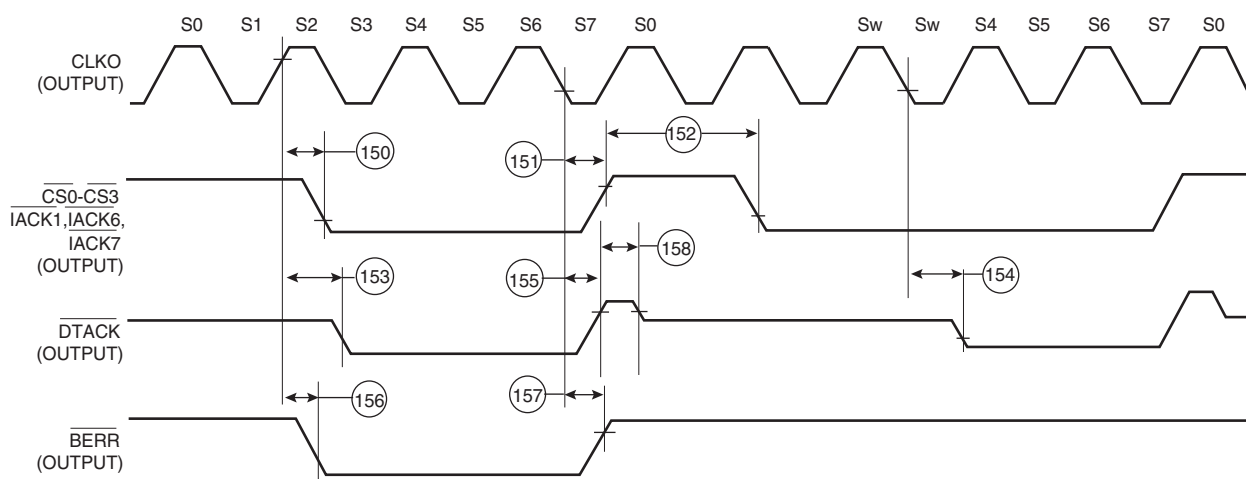 S0 S1 S2 S3 S4 S5 S6 S7 S0 Sw Sw S4 S5 S6 S7 S0
CLKO
(OUTPUT)
150
151
152
CS0-CS3
IACK1,IACK6,
IACK7
(OUTPUT)
153
155
158
154
DTACK
(OUTPUT)
156
157
BERR
(OUTPUT)